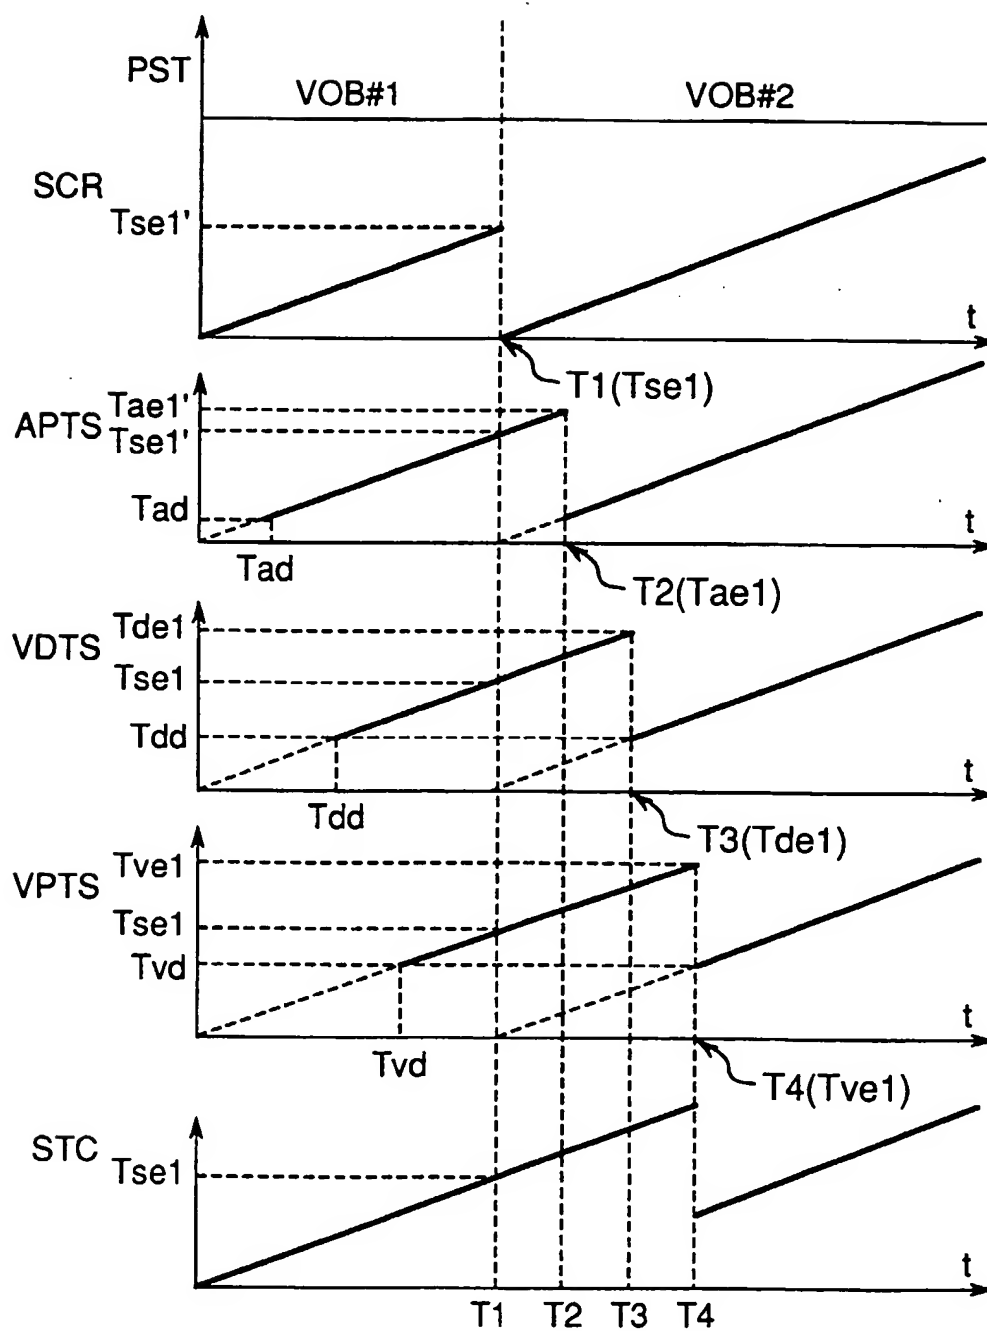 PST
VOB#1 VOB#2
SCR
Tse1'
t
T1(Tse1)
Tae1'
APTS
Tse1'
Tad
t
Tad
T2(Tae1)
Tde1
VDTS
Tse1
Tdd
t
Tdd
T3(Tde1)
Tve1
VPTS
Tse1
Tvd
t
Tvd
T4(Tve1)
STC
Tse1
t
T1 T2 T3 T4